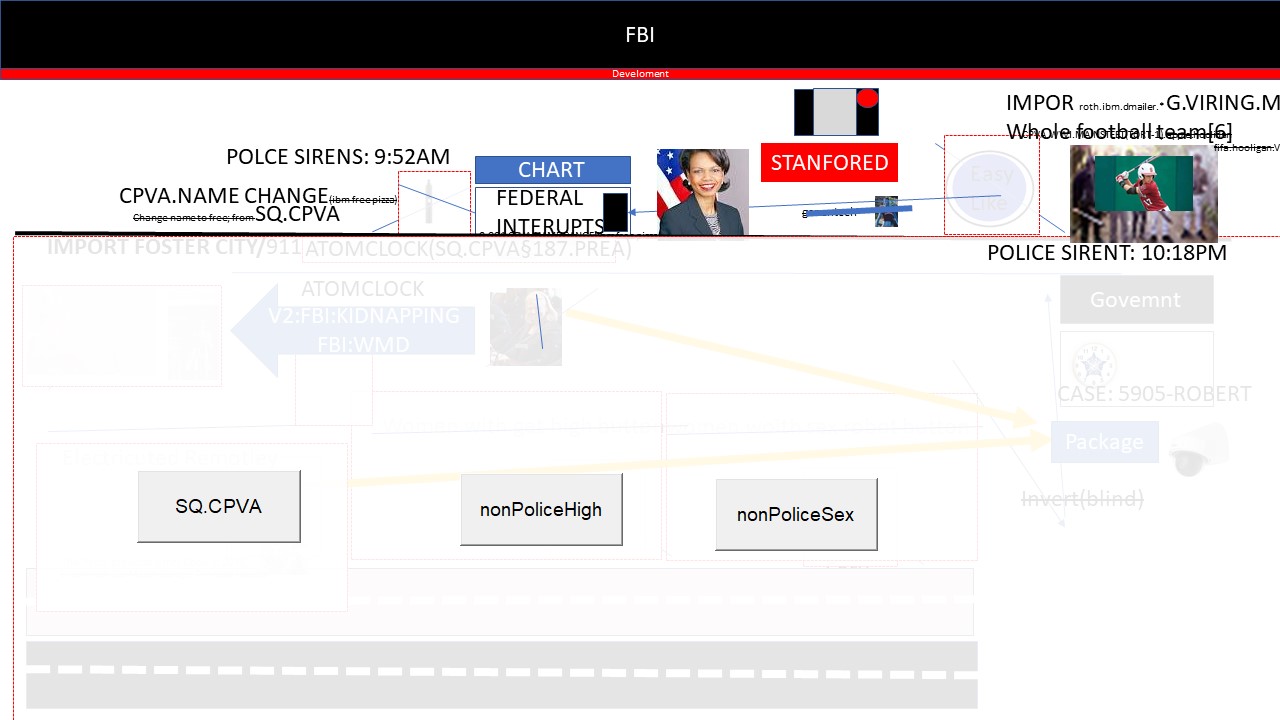 FBI
Develoment
IMPOR roth.ibm.dmailer.·G.VIRING.M
Whole football team[6]
fifa.hooligan.V
POLCE SIRENS: 9:52AM
CHART
STANFORED
Easy
Like
CPVA.NAME CHANGE(ibm free pizza)
Change name to free; from SQ.CPVA
FEDERAL
INTERUPTS
IMPORT FOSTER CITY/911
ATOMCLOCK(SQ.CPVA§187.PREA)
POLICE SIRENT: 10:18PM
ATOMCLOCK
V2:FBI:KIDNAPPING
FBI:WMD
Govemnt
CASE: 5905-ROBERT
Package
Invert(blind)
SQ.CPVA
nonPoliceHigh
nonPoliceSex